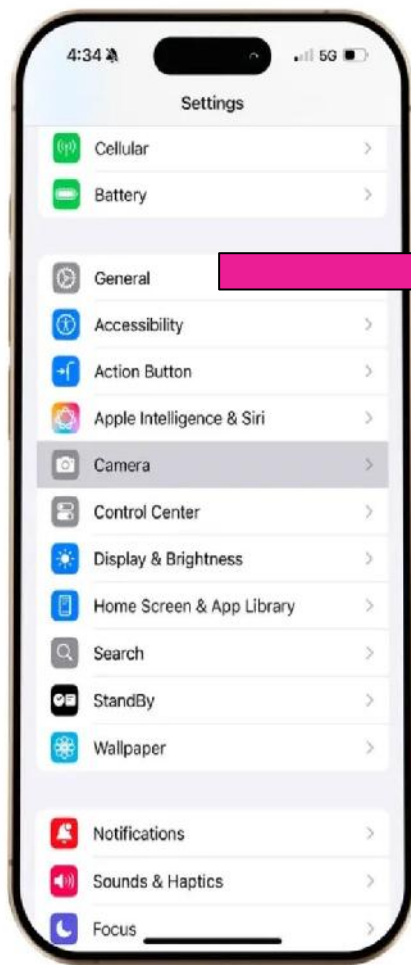 4:34 5G
Settings
Cellular
Battery
General
Accessibility
Action Button
Apple Intelligence & Siri
Camera
Control Center
Display & Brightness
Home Screen & App Library
Search
StandBy
Wallpaper
Notifications
Sounds & Haptics
Focus